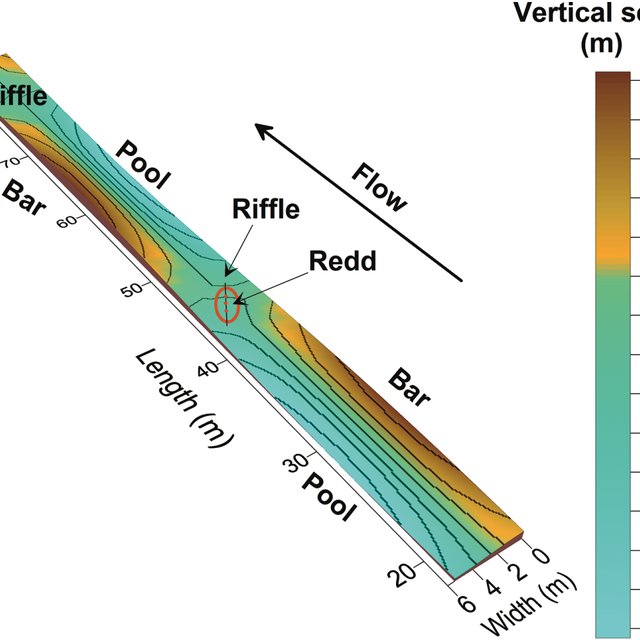 Vertical s
(m)
iffle
Pool
Flow
70
Bar
60
Riffle
Redd
50
Length (m)
40
Bar
30
Pool
20
0
2
4
6
Width (m)